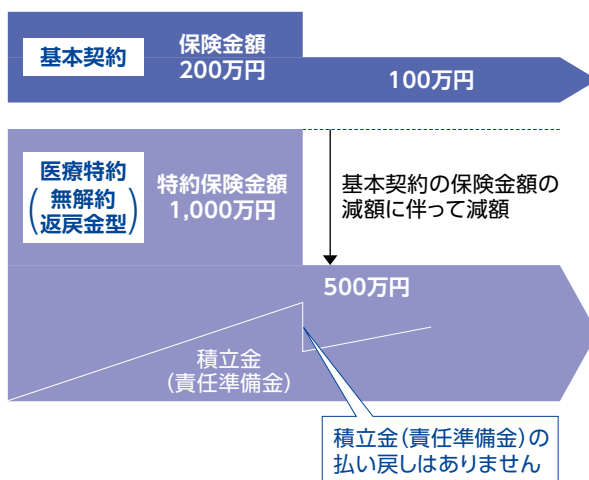 基本契約
保険金額
200万円
100万円
医療特約
(無解約
返戻金型)
特約保険金額
1,000万円
基本契約の保険金額の
減額に伴って減額
500万円
積立金
(責任準備金)
積立金(責任準備金)の
払い戻しはありません